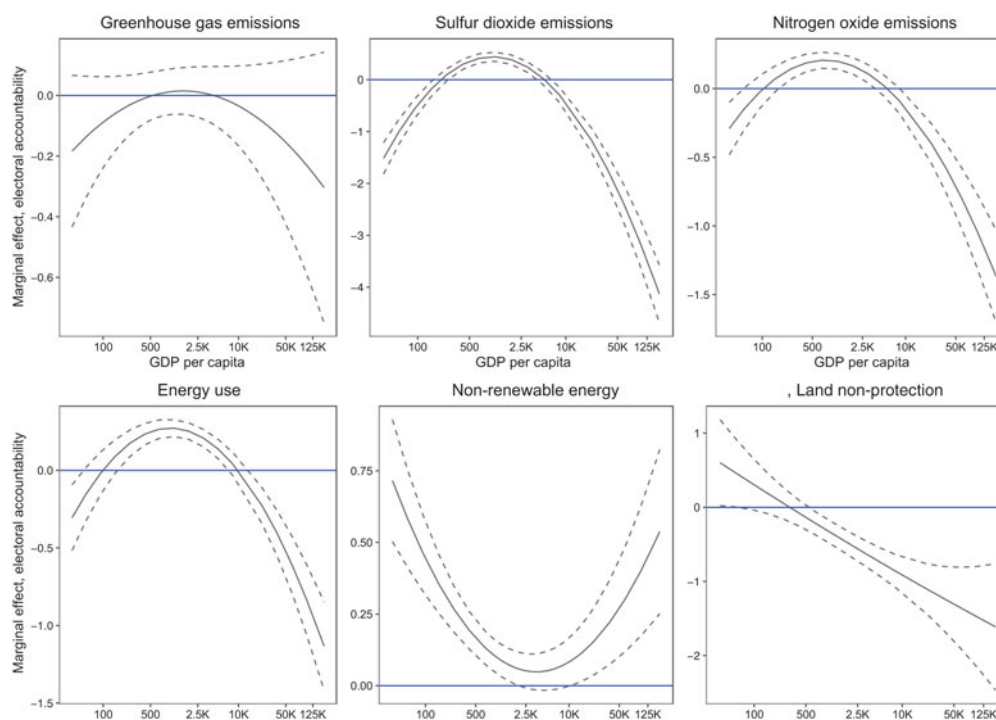 Greenhouse gas emissions
Sulfur dioxide emissions
Nitrogen oxide emissions
Marginal effect, electoral accountability
0.0
−0.2
−0.4
−0.6
100 500 2.5K 10K 50K 125K
GDP per capita
0
−1
−2
−3
−4
100 500 2.5K 10K 50K 125K
GDP per capita
0.0
−0.5
−1.0
−1.5
100 500 2.5K 10K 50K 125K
GDP per capita
Energy use
Non-renewable energy
, Land non-protection
Marginal effect, electoral accountability
0.0
−0.5
−1.0
−1.5
100 500 2.5K 10K 50K 125K
0.75
0.50
0.25
0.00
100 500 2.5K 10K 50K 125K
1
0
−1
−2
100 500 2.5K 10K 50K 125K